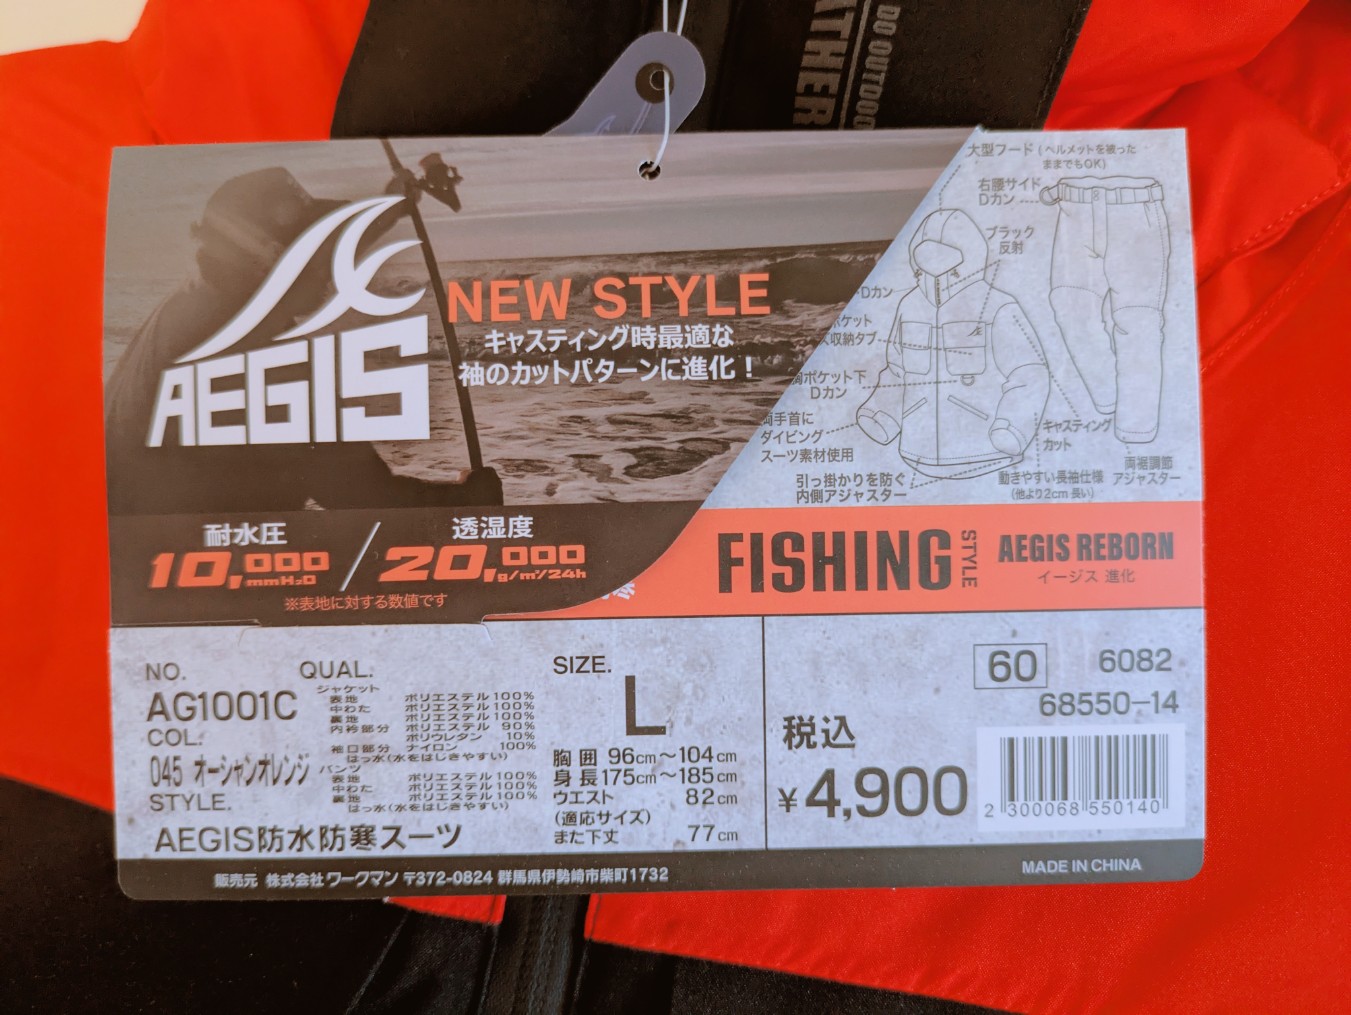 DO OUTDOO
ATHER
AEGIS
NEW STYLE
キャスティング時最適な
袖のカットパターンに進化！
大型フード(ヘルメットを被った
ままでもOK)
右腰サイド
Dカン
ブラック
反射
Dカン
ポケット
収納タブ
胸ポケット下
Dカン
両手首に
ダイビング
スーツ素材使用
引っ掛かりを防ぐ
内側アジャスター
キャスティング
カット
動きやすい長袖仕様
(他より2cm 長い)
両裾調節
アジャスター
耐水圧
10,000
mmH₂O
透湿度
20,000
g/m²/24h
※表地に対する数値です
FISHING
STYLE
AEGIS REBORN
イージス 進化
NO.
AG1001C
COL.
045 オーシャンオレンジ
STYLE.
AEGIS防水防寒スーツ
QUAL.
ジャケット
表地 ポリエステル100%
中わた ポリエステル100%
裏地 ポリエステル100%
内衿部分 ポリエステル 90%
ポリウレタン 10%
袖口部分 ナイロン 100%
はっ水(水をはじきやすい)
パンツ
表地 ポリエステル100%
中わた ポリエステル100%
裏地 ポリエステル100%
はっ水(水をはじきやすい)
SIZE.
L
胸囲 96cm～104cm
身長175cm～185cm
ウエスト 82cm
(適応サイズ)
また下丈 77cm
60
6082
68550-14
税込
¥4,900
2 300068 550140
販売元 株式会社ワークマン 〒372-0824 群馬県伊勢崎市柴町1732
MADE IN CHINA